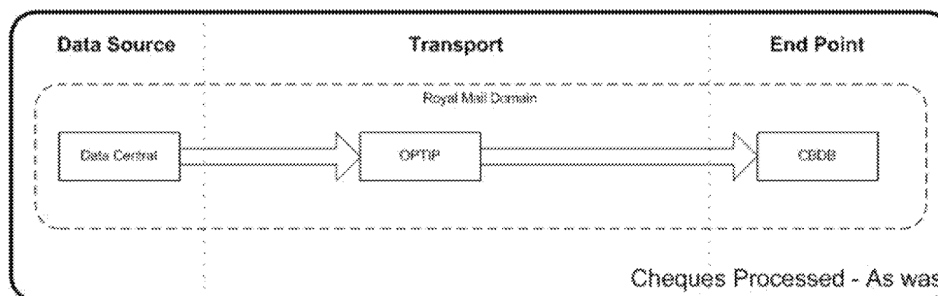 Data Source Transport End Point
Royal Mail Domain
Data Central OPTIP CBDB
Cheques Processed - As was